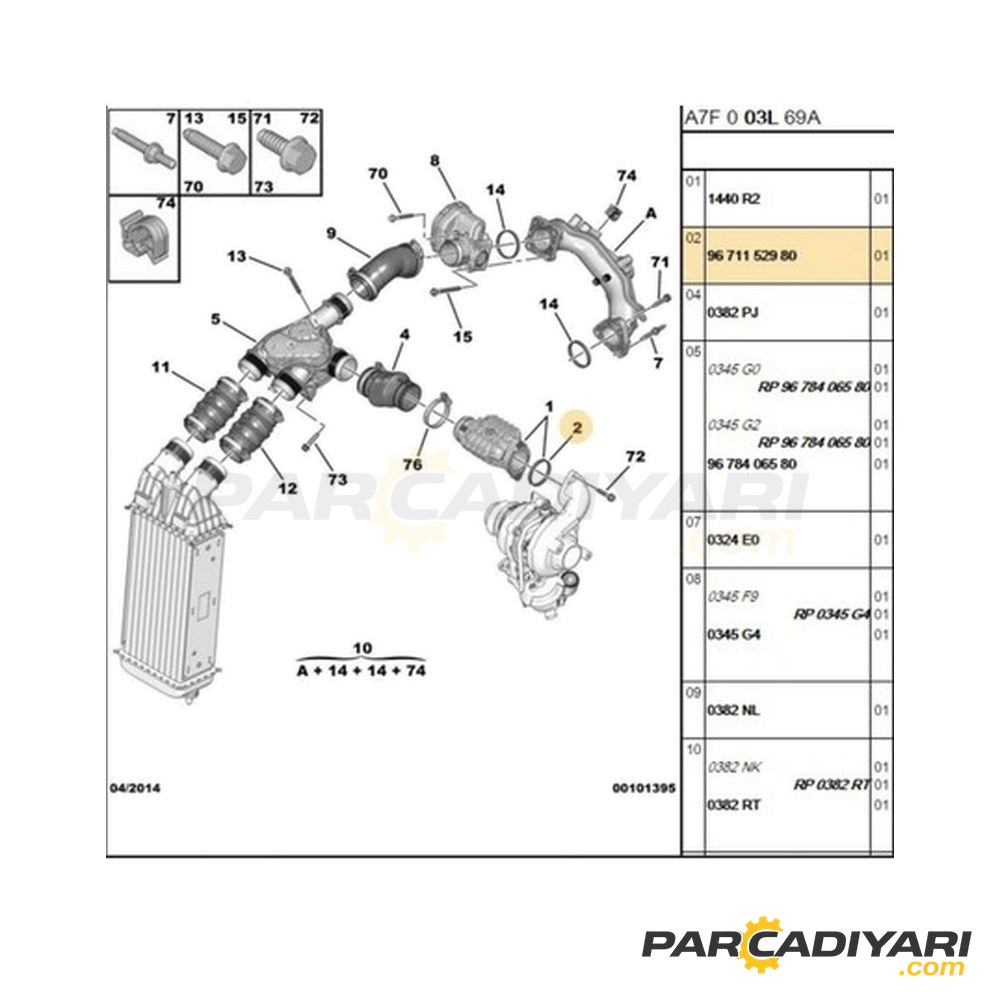 7
13 15
70
71 72
73
74
8
70
14
74
A
9
13
71
15
14
5
4
7
11
1
2
76
72
12
73
10
A + 14 + 14 + 74
04/2014
00101395
A7F 0 03L 69A
01
1440 R2 01
02
96 711 529 80 01
04
0382 PJ 01
05
0345 G0 01
RP 96 784 065 80 01
0345 G2 01
RP 96 784 065 80 01
96 784 065 80 01
07
0324 E0 01
08
0345 F9 01
RP 0345 G4 01
0345 G4 01
09
0382 NL 01
10
0382 NK 01
RP 0382 RT 01
0382 RT 01
PARCADIYARI
.com
PARCADIYARI
.com